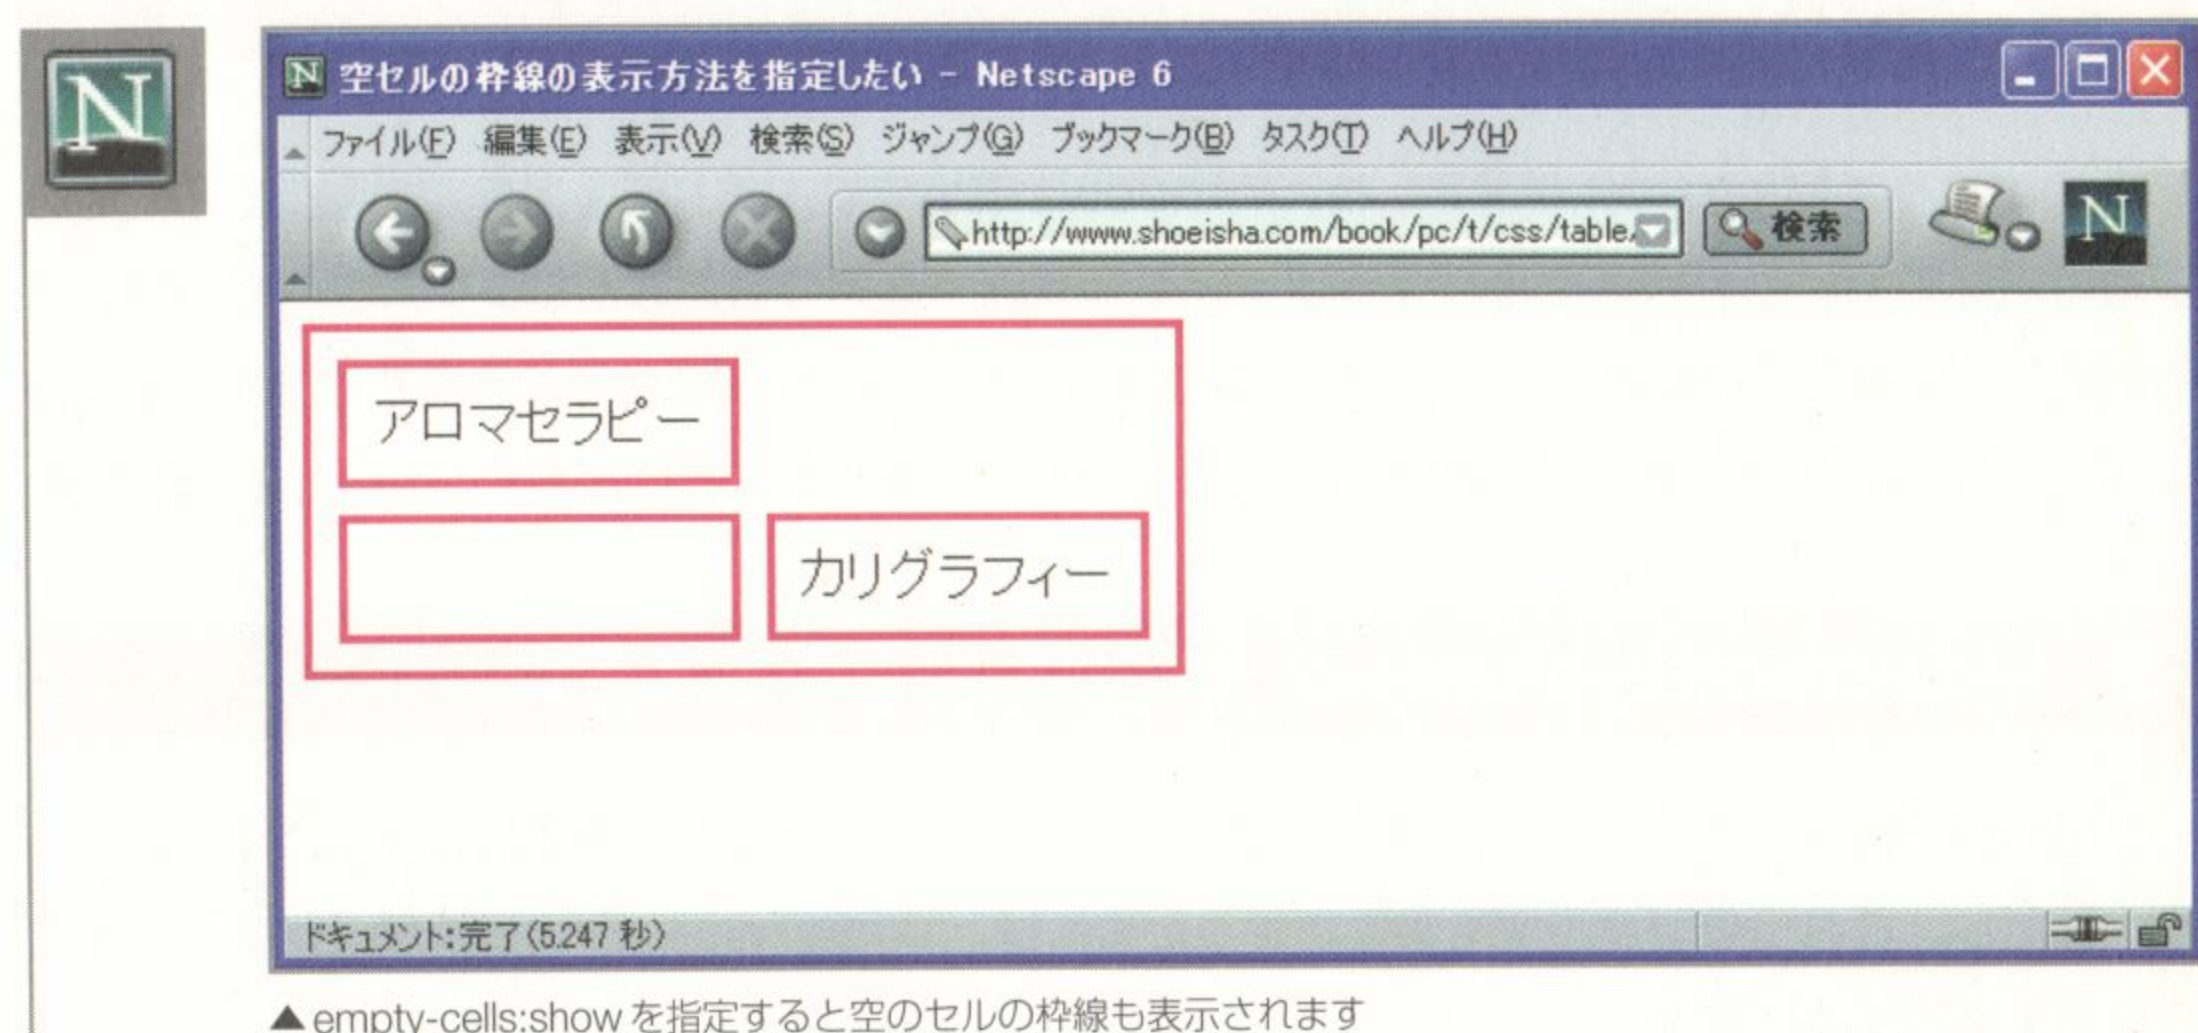 N
N 空セルの枠線の表示方法を指定したい - Netscape 6
ファイル(F) 編集(E) 表示(V) 検索(S) ジャンプ(G) ブックマーク(B) タスク(T) ヘルプ(H)
http://www.shoeisha.com/book/pc/t/css/table/ 検索 N
アロマセラピー
カリグラフィー
ドキュメント:完了(5.247 秒)
▲empty-cells:showを指定すると空のセルの枠線も表示されます